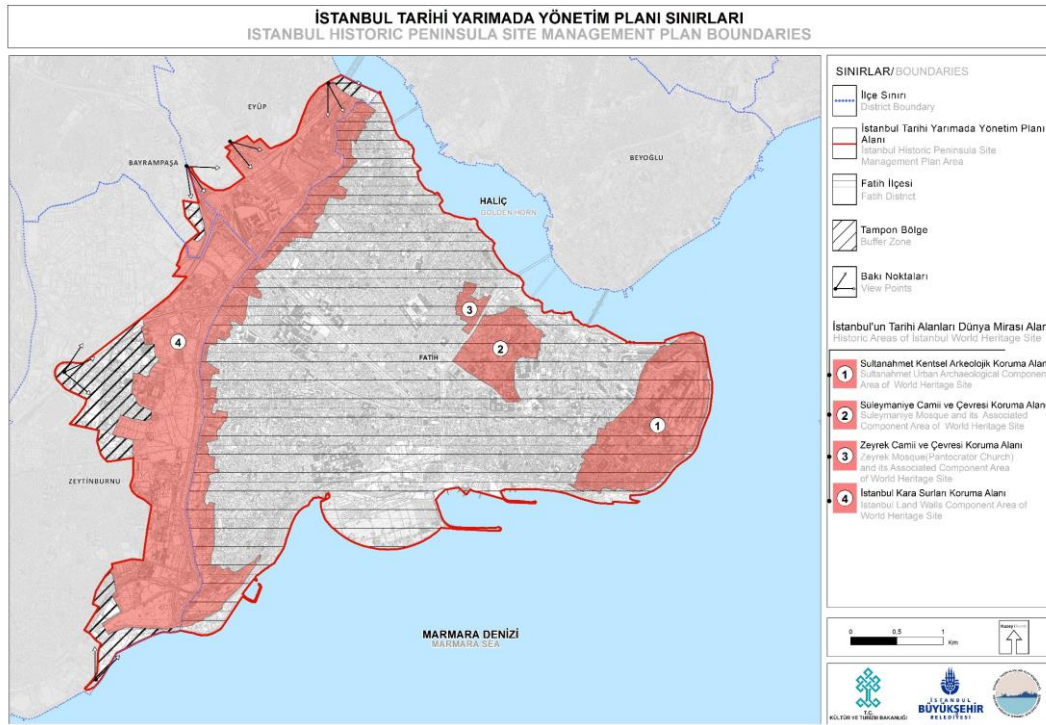 İSTANBUL TARİHİ YARIMADA YÖNETİM PLANI SINIRLARI
ISTANBUL HISTORIC PENINSULA SITE MANAGEMENT PLAN BOUNDARIES
EYÜP
BAYRAMPAŞA
BEYOĞLU
HALİÇ
GOLDEN HORN
3
2
4
FATİH
1
ZEYTİNBURNU
MARMARA DENİZİ
MARMARA SEA
SINIRLAR/BOUNDARIES
İlçe Sınırı
District Boundary
İstanbul Tarihi Yarımada Yönetim Planı
Alanı
İstanbul Historic Peninsula Site
Management Plan Area
Fatih İlçesi
Fatih District
Tampon Bölge
Buffer Zone
Bakı Noktaları
View Points
İstanbul'un Tarihi Alanları Dünya Mirası Alan
Historic Areas of İstanbul World Heritage Site
1
Sultanahmet Kentsel Arkeolojik Koruma Alan
Sultanahmet Urban Archaeological Component
Area of World Heritage Site
2
Süleymaniye Camii ve Çevresi Koruma Alanı
Suleymaniye Mosque and its Associated
Component Area of World Heritage Site
3
Zeyrek Camii ve Çevresi Koruma Alanı
Zeyrek Mosque(Pantocrator Church)
and its Associated Component Area
of World Heritage Site
4
İstanbul Kara Surları Koruma Alanı
Istanbul Land Walls Component Area of
World Heritage Site
0 0,5 1
Km
T.C.
KÜLTÜR VE TURİZM BAKANLIĞI
İSTANBUL
BÜYÜKŞEHİR
BELEDİYESİ